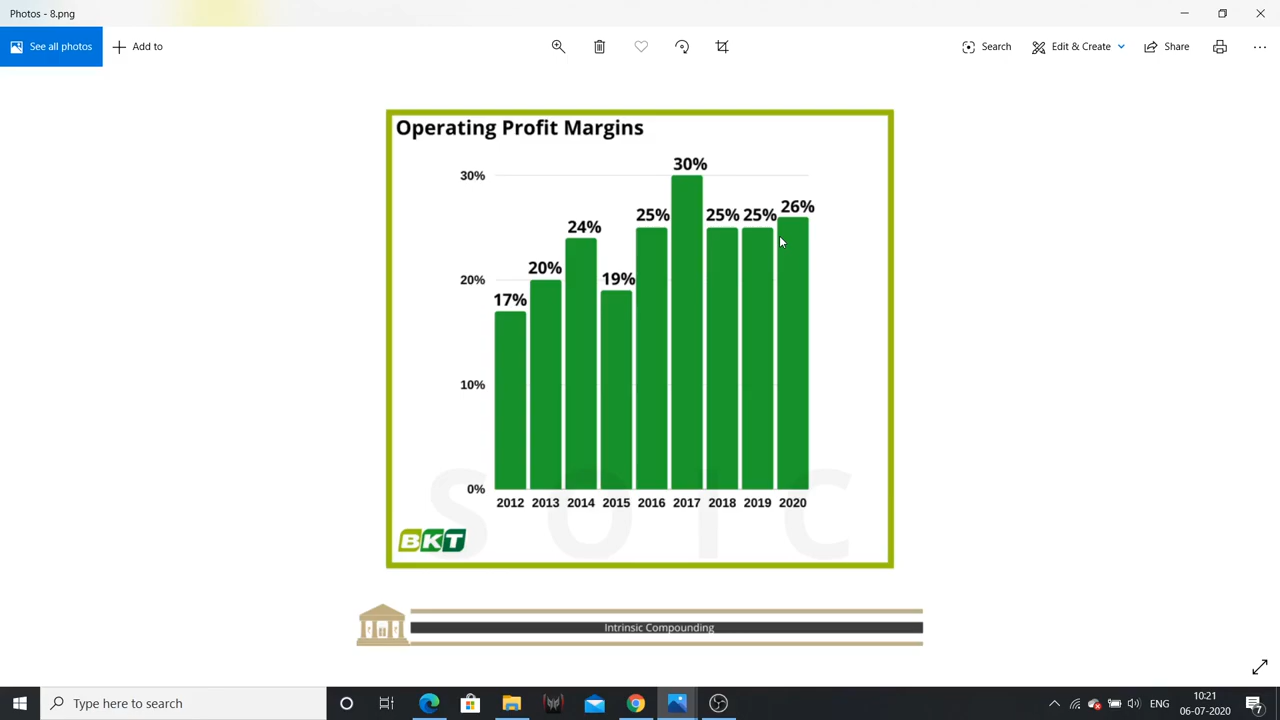 Photos - 8.png
See all photos
Add to
Search
Edit & Create
Share
Operating Profit Margins
30%
30%
26%
25%
25%
25%
24%
20%
20%
19%
17%
10%
0%
2012 2013 2014 2015 2016 2017 2018 2019 2020
SOIC
BKT
Intrinsic Compounding
Type here to search
ENG
10:21
06-07-2020
7